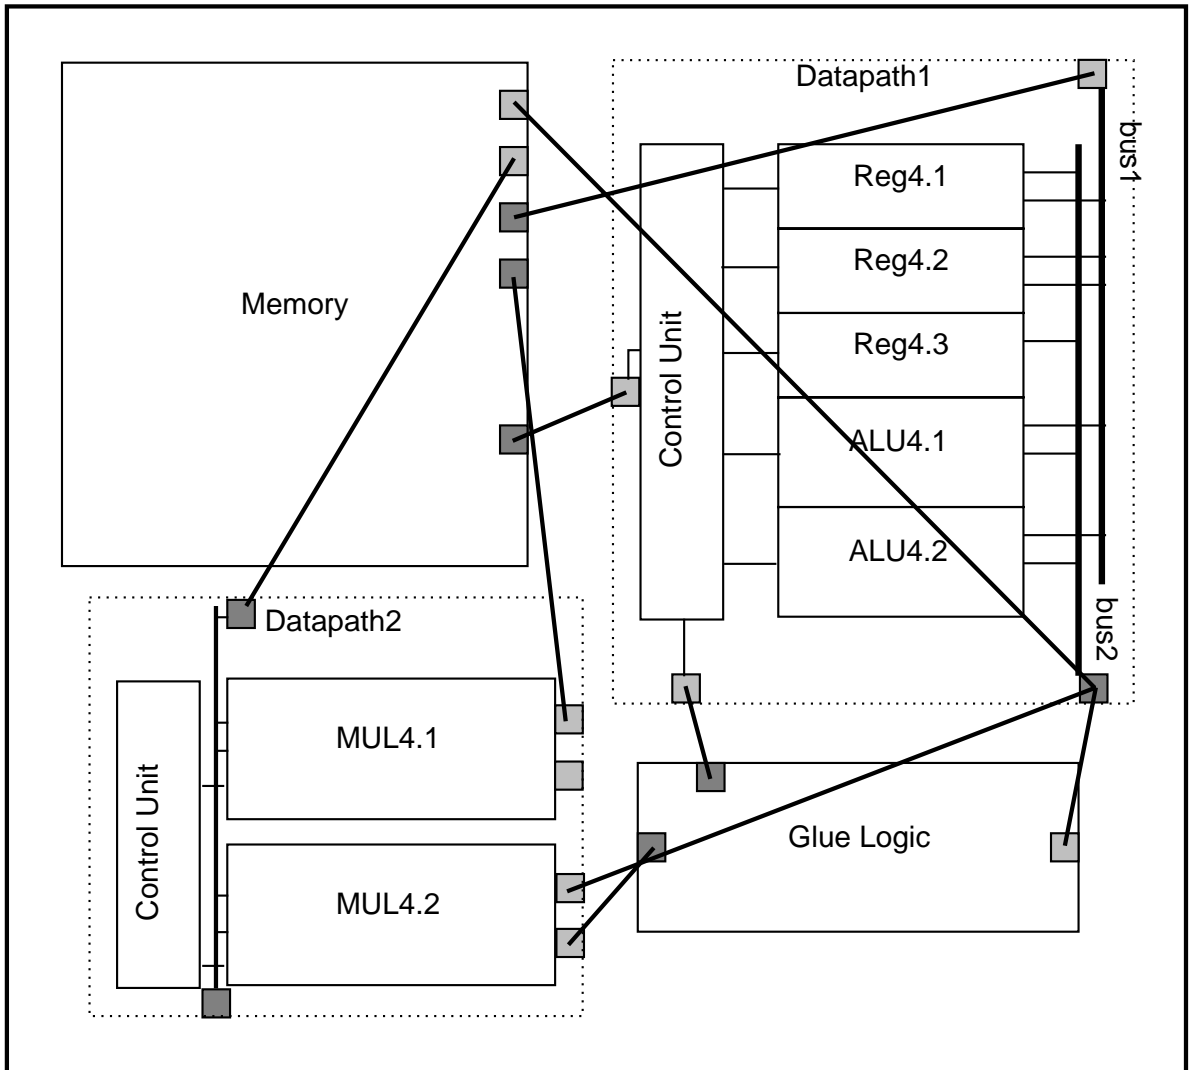 Datapath1
bus1
Reg4.1
Reg4.2
Memory
Reg4.3
Control Unit
ALU4.1
ALU4.2
bus2
Datapath2
MUL4.1
Control Unit
Glue Logic
MUL4.2